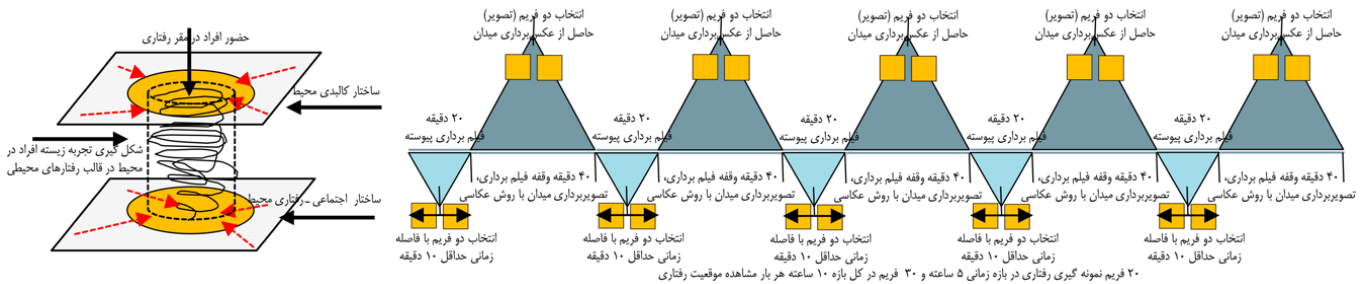 حضور افراد در مقر رفتاری
ساختار کالبدی محیط
شکل گیری تجربه زیسته افراد در
محیط در قالب رفتارهای محیطی
ساختار اجتماعی ـ رفتاری محیط
انتخاب دو فریم (تصویر)
حاصل از عکس برداری میدان
انتخاب دو فریم (تصویر)
حاصل از عکس برداری میدان
انتخاب دو فریم (تصویر)
حاصل از عکس برداری میدان
انتخاب دو فریم (تصویر)
حاصل از عکس برداری میدان
انتخاب دو فریم (تصویر)
حاصل از عکس برداری میدان
۲۰ دقیقه
فیلم برداری پیوسته
۲۰ دقیقه
فیلم برداری پیوسته
۲۰ دقیقه
فیلم برداری پیوسته
۲۰ دقیقه
فیلم برداری پیوسته
۲۰ دقیقه
فیلم برداری پیوسته
۴۰ دقیقه وقفه فیلم برداری،
تصویربرداری میدان با روش عکاسی
۴۰ دقیقه وقفه فیلم برداری،
تصویربرداری میدان با روش عکاسی
۴۰ دقیقه وقفه فیلم برداری،
تصویربرداری میدان با روش عکاسی
۴۰ دقیقه وقفه فیلم برداری،
تصویربرداری میدان با روش عکاسی
۴۰ دقیقه وقفه فیلم برداری،
تصویربرداری میدان با روش عکاسی
انتخاب دو فریم با فاصله
زمانی حداقل ۱۰ دقیقه
انتخاب دو فریم با فاصله
زمانی حداقل ۱۰ دقیقه
انتخاب دو فریم با فاصله
زمانی حداقل ۱۰ دقیقه
انتخاب دو فریم با فاصله
زمانی حداقل ۱۰ دقیقه
انتخاب دو فریم با فاصله
زمانی حداقل ۱۰ دقیقه
۲۰ فریم نمونه گیری رفتاری در بازه زمانی ۵ ساعته و ۳۰ فریم در کل بازه ۱۰ ساعته هر بار مشاهده موقعیت رفتاری